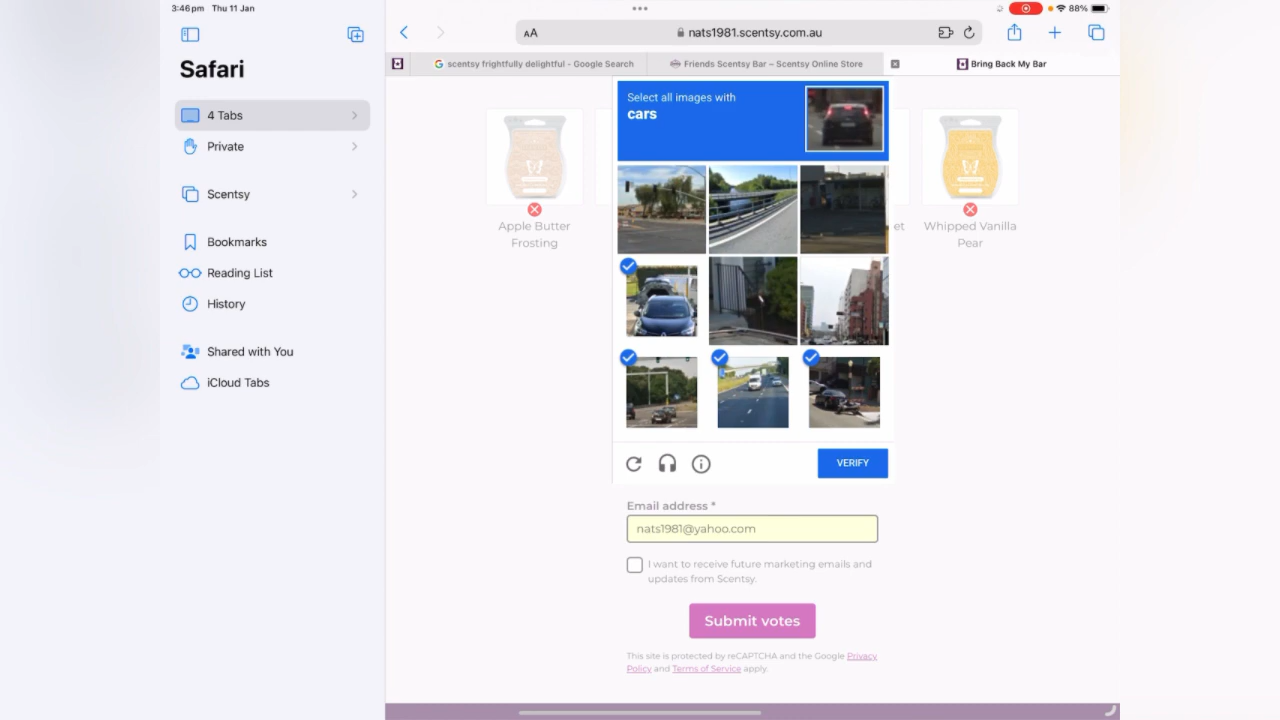 3:46pm Thu 11 Jan
88%
AA
nats1981.scentsy.com.au
scentsy frightfully delightful - Google Search
Friends Scentsy Bar – Scentsy Online Store
Bring Back My Bar
Safari
4 Tabs
Private
Scentsy
Bookmarks
Reading List
History
Shared with You
iCloud Tabs
Select all images with
cars
Apple Butter
Frosting
et
Whipped Vanilla
Pear
VERIFY
Email address *
nats1981@yahoo.com
I want to receive future marketing emails and
updates from Scentsy.
Submit votes
This site is protected by reCAPTCHA and the Google Privacy
Policy and Terms of Service apply.